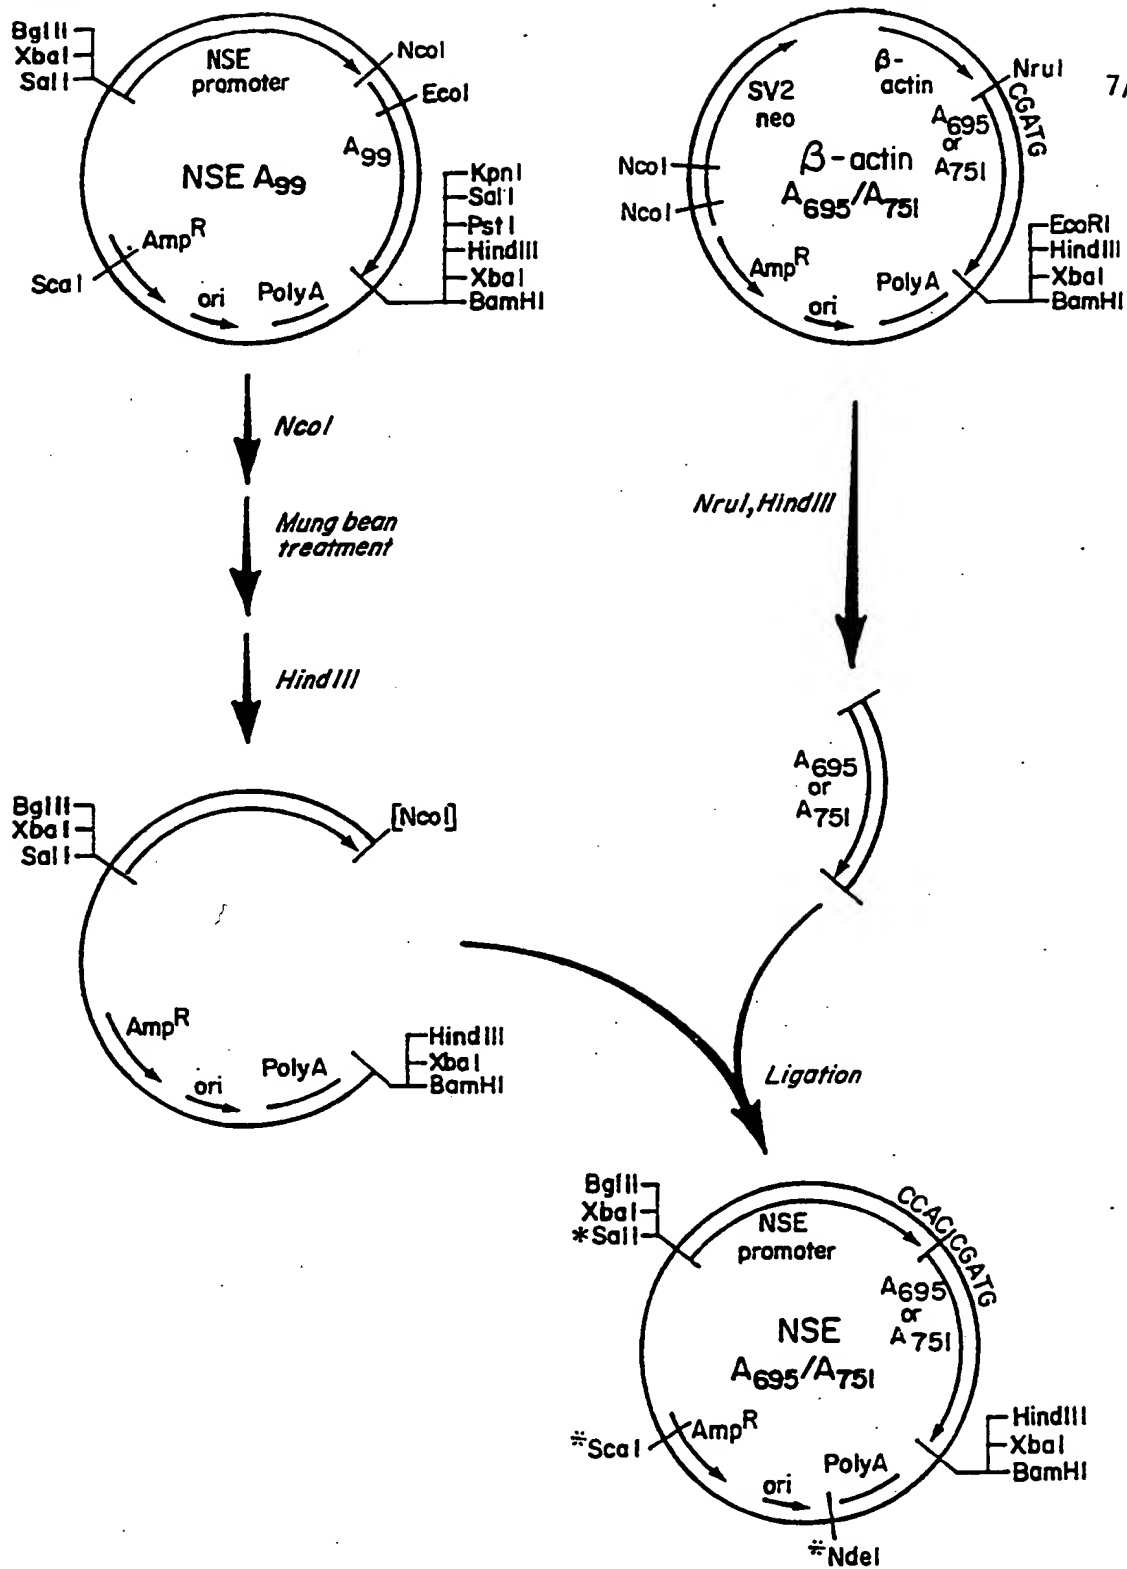 BglII
XbaI
SalI
NSE
promoter
NcoI
EcoI
A99
NSE A99
KpnI
SalI
PstI
HindIII
XbaI
BamHI
AmpR
ScaI
ori
PolyA
SV2
neo
β-
actin
NruI
CGATG
7/
A695
or
A751
β-actin
A695/A751
NcoI
NcoI
EcoRI
HindIII
XbaI
BamHI
AmpR
ori
PolyA
NcoI
Mung bean
treatment
HindIII
NruI, HindIII
A695
or
A751
BglII
XbaI
SalI
[NcoI]
AmpR
ori
PolyA
HindIII
XbaI
BamHI
Ligation
BglII
XbaI
*SalI
NSE
promoter
CCAC|CGATG
A695
or
A751
NSE
A695/A751
HindIII
XbaI
BamHI
AmpR
*ScaI
ori
PolyA
*NdeI